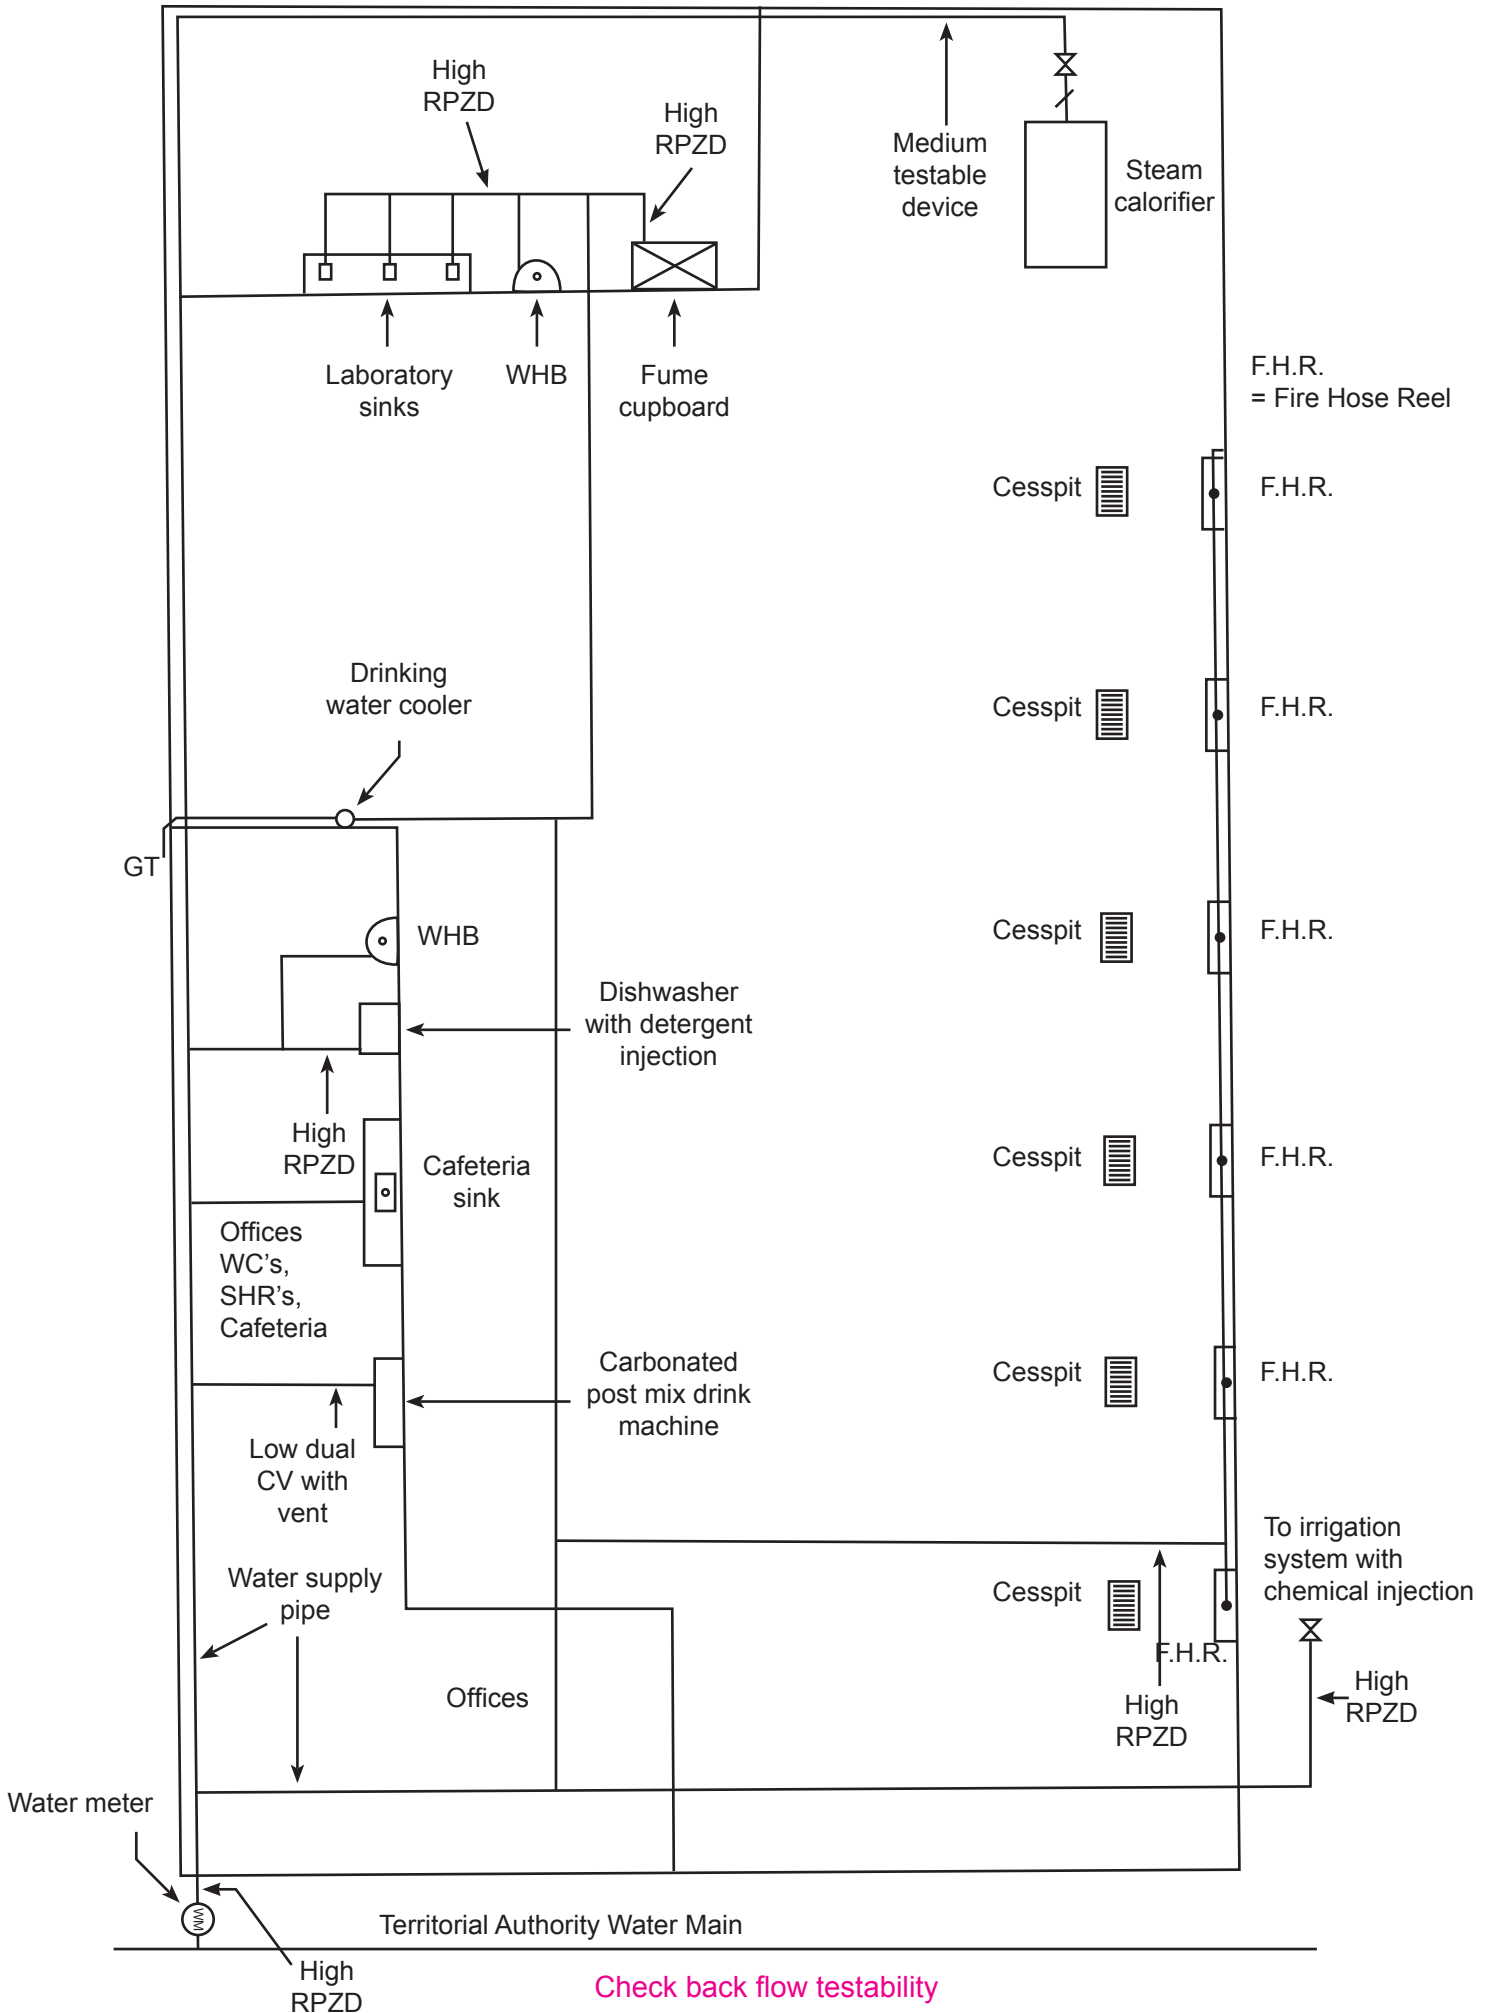 High
RPZD
High
RPZD
Medium
testable
device
Steam
calorifier
Laboratory
sinks
WHB
Fume
cupboard
F.H.R.
= Fire Hose Reel
Cesspit
F.H.R.
Drinking
water cooler
Cesspit
F.H.R.
GT
WHB
Cesspit
F.H.R.
Dishwasher
with detergent
injection
High
RPZD
Cafeteria
sink
Cesspit
F.H.R.
Offices
WC's,
SHR's,
Cafeteria
Carbonated
post mix drink
machine
Cesspit
F.H.R.
Low dual
CV with
vent
To irrigation
system with
chemical injection
Water supply
pipe
Cesspit
F.H.R.
Offices
High
RPZD
High
RPZD
Water meter
WM
Territorial Authority Water Main
High
RPZD
Check back flow testability